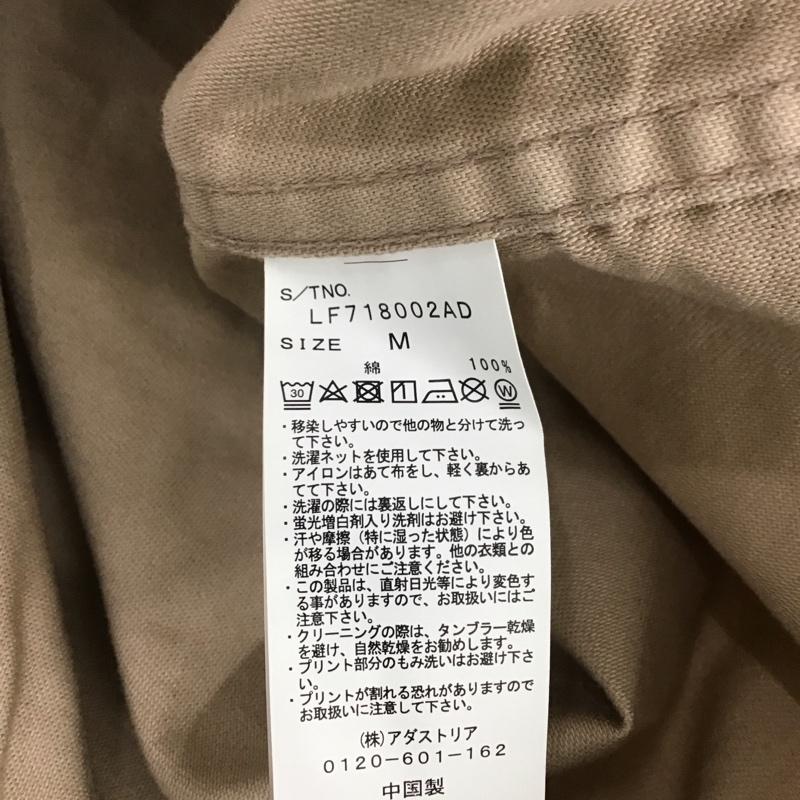 S/TNO.
LF718002AD
SIZE M
綿 100%
30 W
・移染しやすいので他の物と分けて洗っ
て下さい。
・洗濯ネットを使用して下さい。
・アイロンはあて布をし、軽く裏からあ
てて下さい。
・洗濯の際には裏返しにして下さい。
・蛍光増白剤入り洗剤はお避け下さい。
・汗や摩擦（特に湿った状態）により色
が移る場合があります。他の衣類との
組み合わせにご注意ください。
・この製品は、直射日光等により変色す
る事がありますので、お取扱いにはご
注意下さい。
・クリーニングの際は、タンブラー乾燥
を避け、自然乾燥をお勧めします。
・プリント部分のもみ洗いはお避け下さ
い。
・プリントが割れる恐れがありますので
お取扱いに注意して下さい。
(株)アダストリア
0120-601-162
中国製